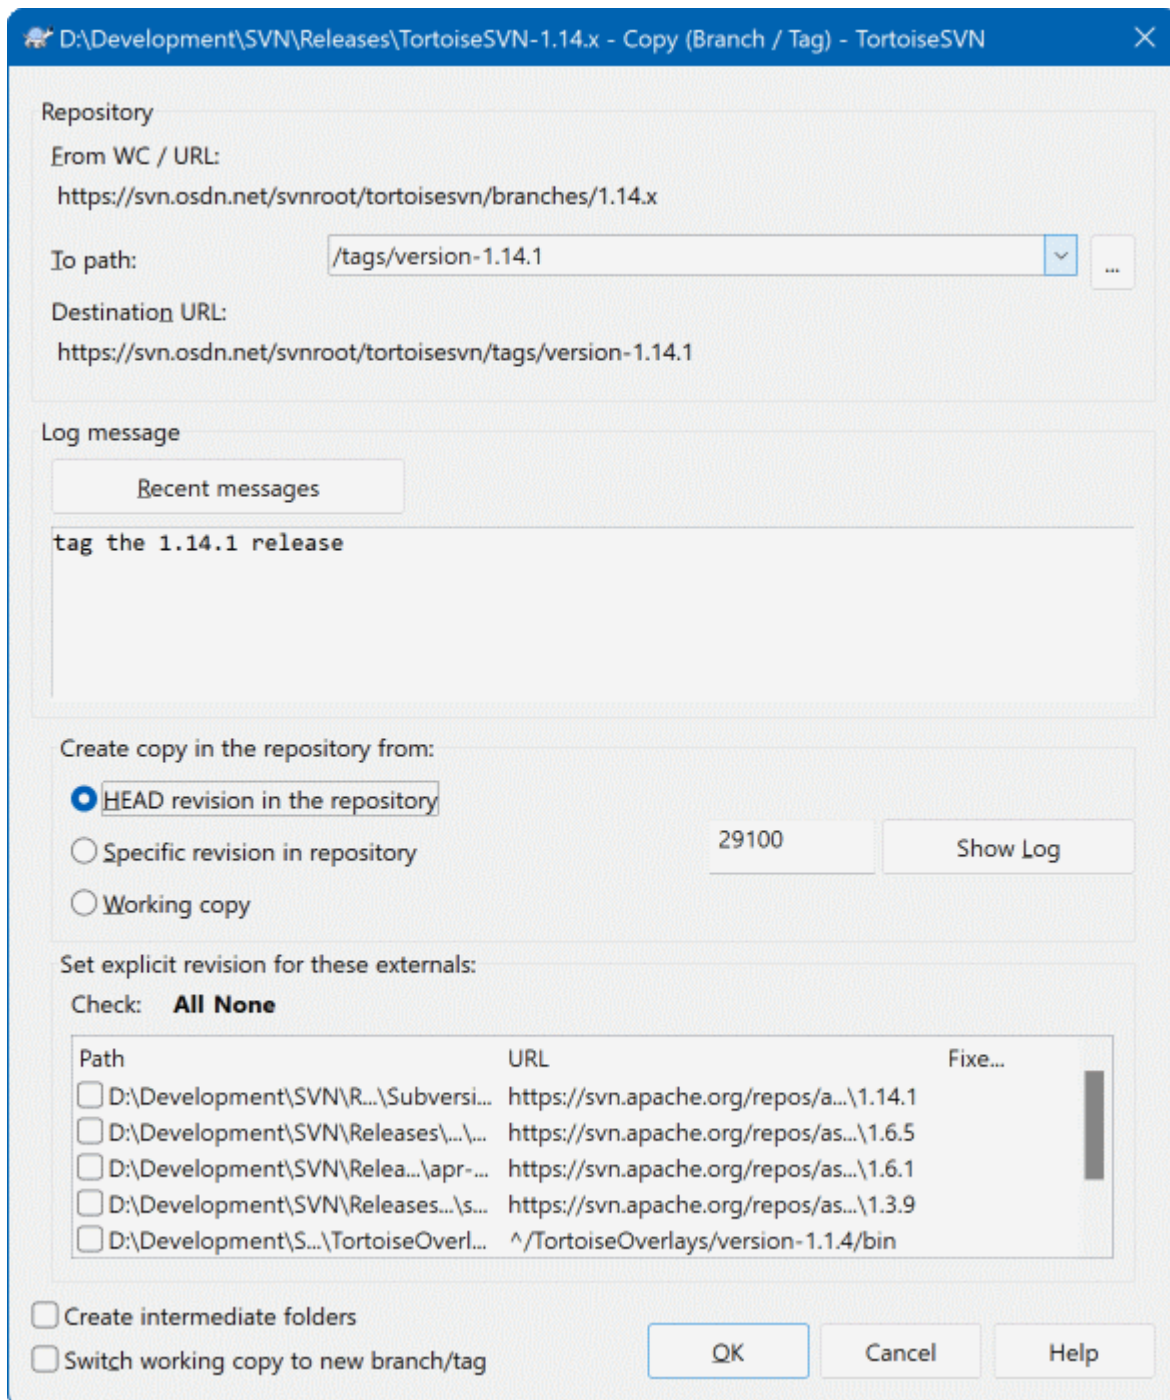 D:\Development\SVN\Releases\TortoiseSVN-1.14.x - Copy (Branch / Tag) - TortoiseSVN
Repository
From WC / URL:
https://svn.osdn.net/svnroot/tortoisesvn/branches/1.14.x
To path:
/tags/version-1.14.1
...
Destination URL:
https://svn.osdn.net/svnroot/tortoisesvn/tags/version-1.14.1
Log message
Recent messages
tag the 1.14.1 release
Create copy in the repository from:
HEAD revision in the repository
Specific revision in repository 29100 Show Log
Working copy
Set explicit revision for these externals:
Check: All None
Path URL Fixe...
D:\Development\SVN\R...\Subversi... https://svn.apache.org/repos/a...\1.14.1
D:\Development\SVN\Releases\...\... https://svn.apache.org/repos/as...\1.6.5
D:\Development\SVN\Relea...\apr-... https://svn.apache.org/repos/as...\1.6.1
D:\Development\SVN\Releases...\s... https://svn.apache.org/repos/as...\1.3.9
D:\Development\S...\TortoiseOverl... ^/TortoiseOverlays/version-1.1.4/bin
Create intermediate folders
Switch working copy to new branch/tag
OK Cancel Help